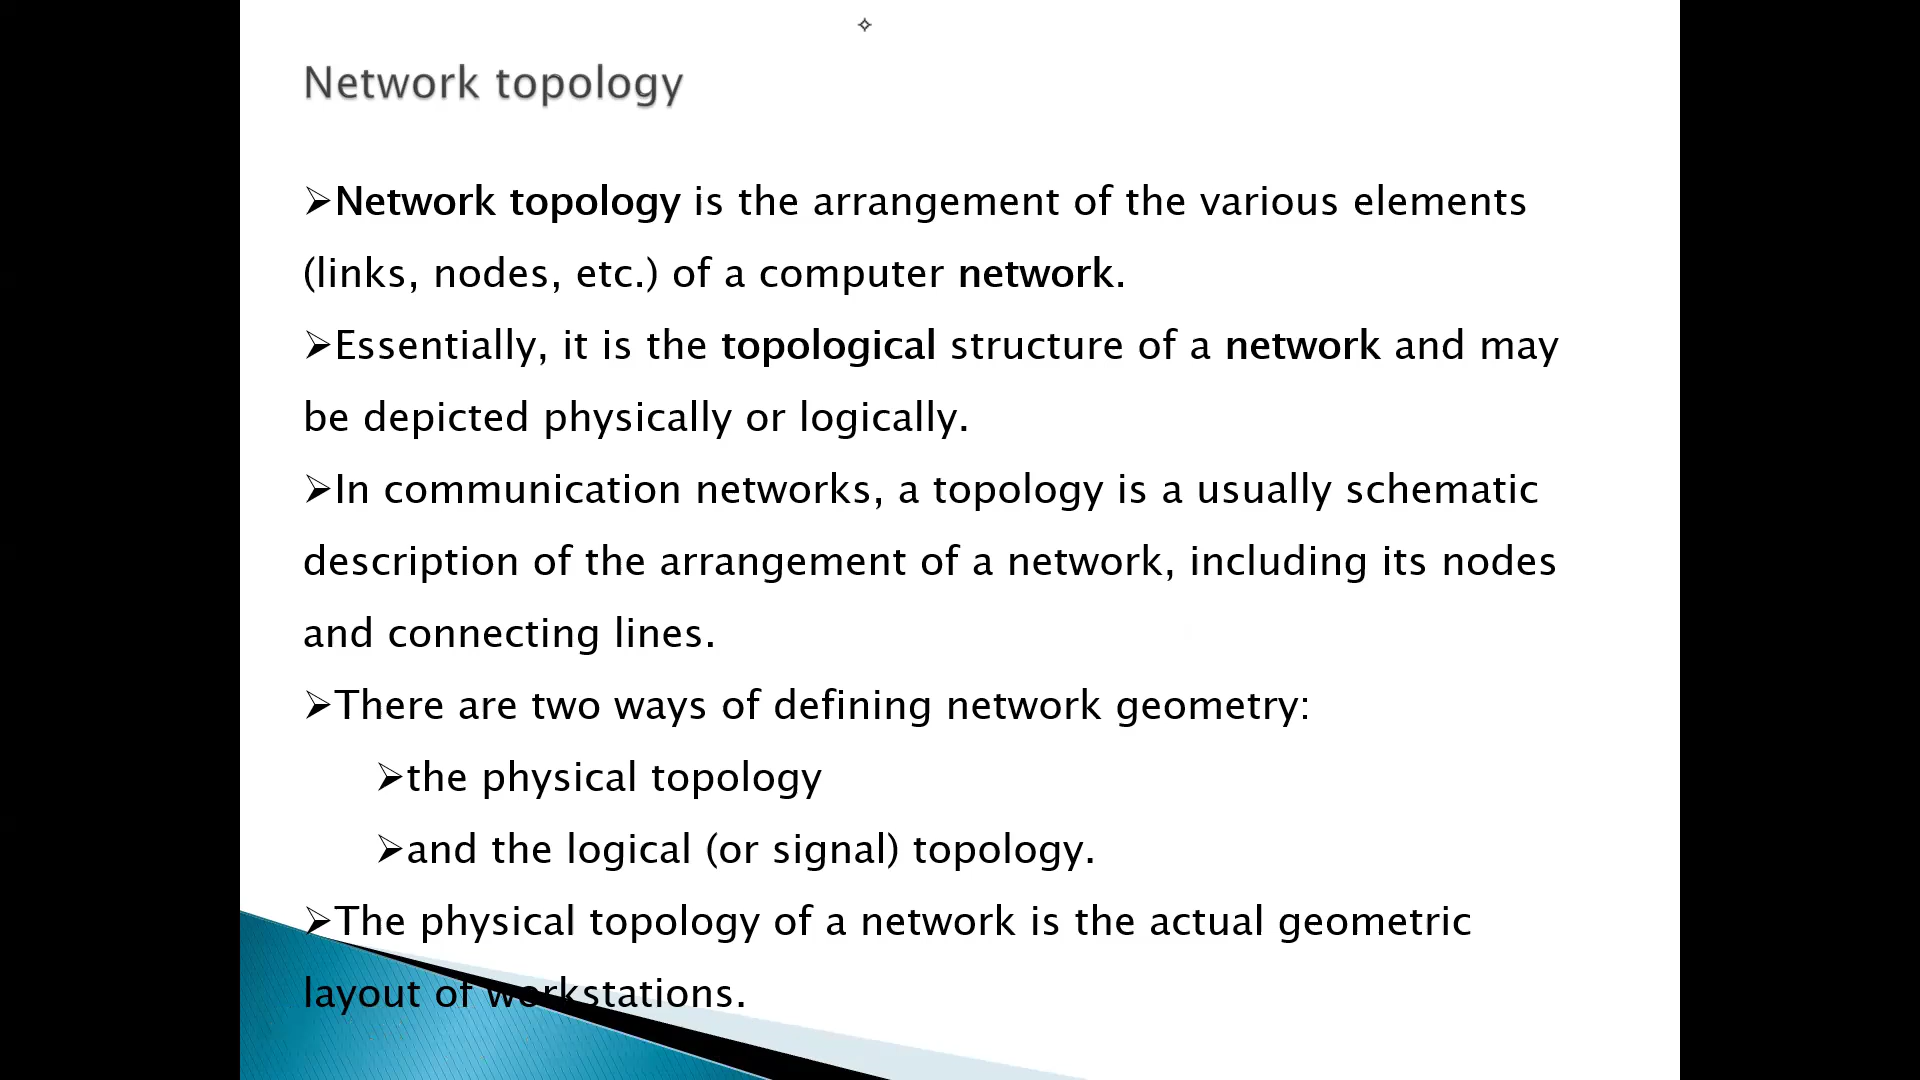 Network topology
➢Network topology is the arrangement of the various elements
(links, nodes, etc.) of a computer network.
➢Essentially, it is the topological structure of a network and may
be depicted physically or logically.
➢In communication networks, a topology is a usually schematic
description of the arrangement of a network, including its nodes
and connecting lines.
➢There are two ways of defining network geometry:
➢the physical topology
➢and the logical (or signal) topology.
➢The physical topology of a network is the actual geometric
layout of workstations.